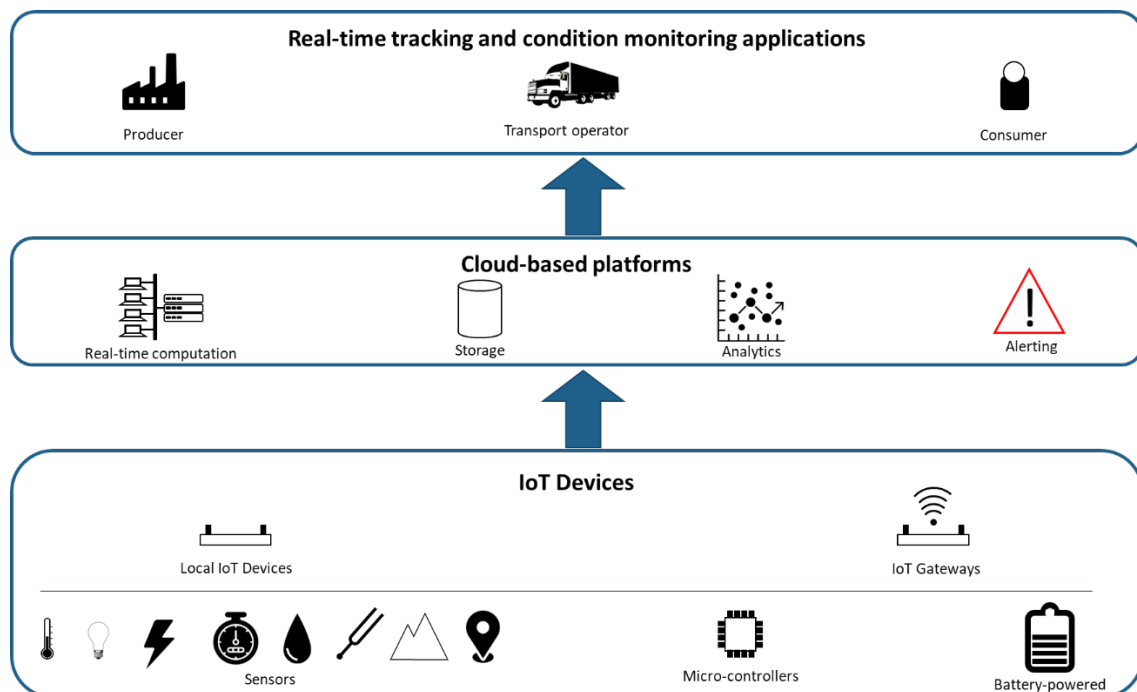 Real-time tracking and condition monitoring applications
Producer
Transport operator
Consumer
Cloud-based platforms
Real-time computation
Storage
Analytics
Alerting
IoT Devices
Local IoT Devices
IoT Gateways
Sensors
Micro-controllers
Battery-powered